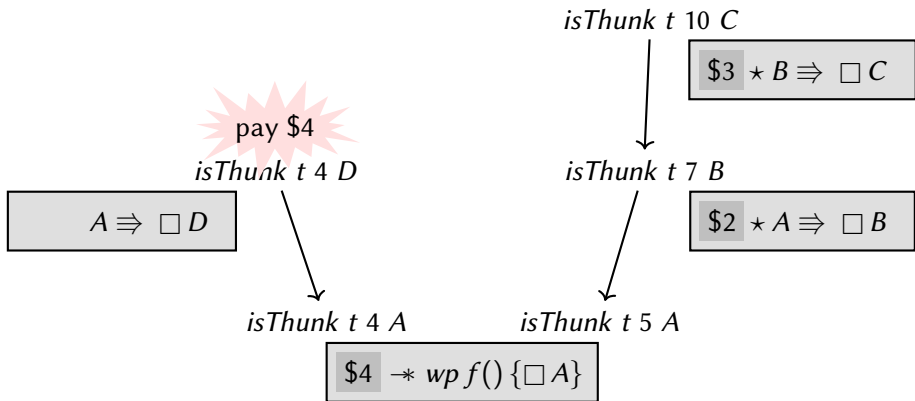 isThunk t 10 C
$3 ⋆ B ⇛ □ C
pay $4
isThunk t 4 D
isThunk t 7 B
A ⇛ □ D
$2 ⋆ A ⇛ □ B
isThunk t 4 A
isThunk t 5 A
$4 -⋆ wp f() {□ A}